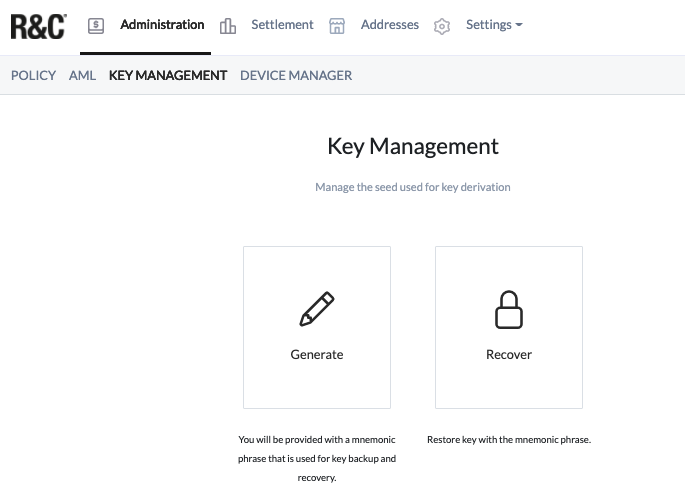 R&C Administration Settlement Addresses Settings
POLICY AML KEY MANAGEMENT DEVICE MANAGER
Key Management
Manage the seed used for key derivation
Generate
Recover
You will be provided with a mnemonic
phrase that is used for key backup and
recovery.
Restore key with the mnemonic phrase.